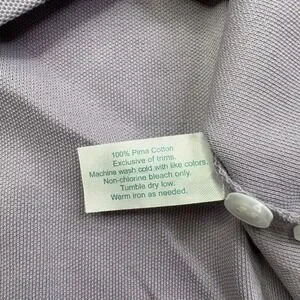 100% Pima Cotton
Exclusive of trims.
Machine wash cold with like colors.
Non-chlorine bleach only.
Tumble dry low.
Warm iron as needed.